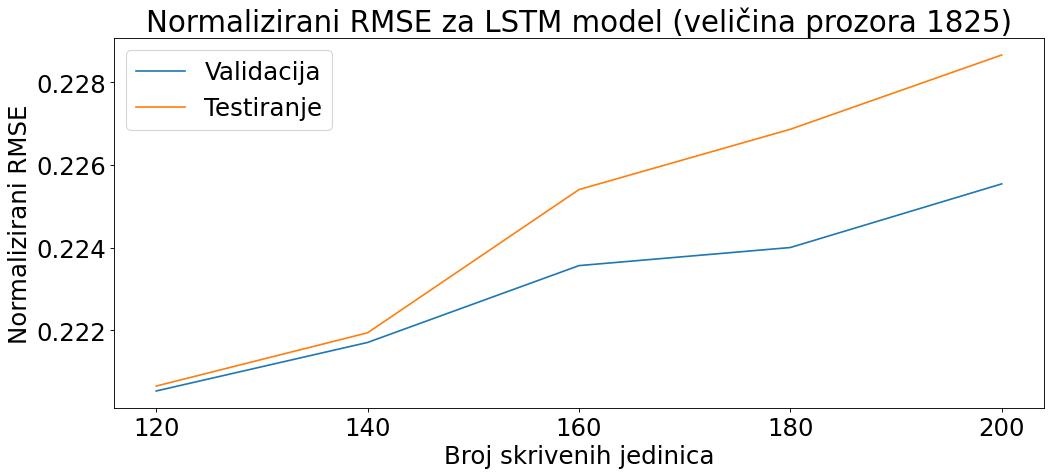 Normalizirani RMSE za LSTM model (veličina prozora 1825)
Validacija
Testiranje
Normalizirani RMSE
0.228
0.226
0.224
0.222
120 140 160 180 200
Broj skrivenih jedinica